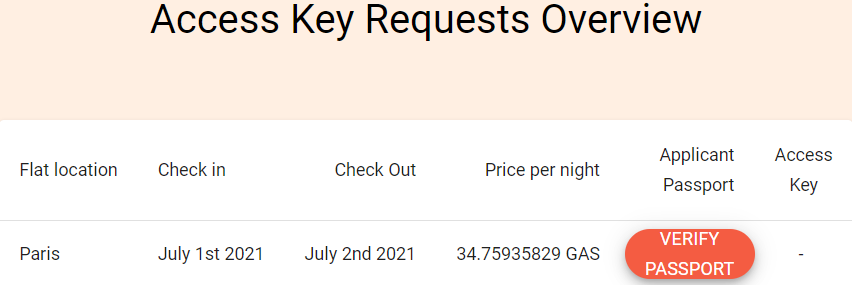 Access Key Requests Overview
Flat location Check in Check Out Price per night Applicant Passport Access Key
Paris July 1st 2021 July 2nd 2021 34.75935829 GAS VERIFY PASSPORT -